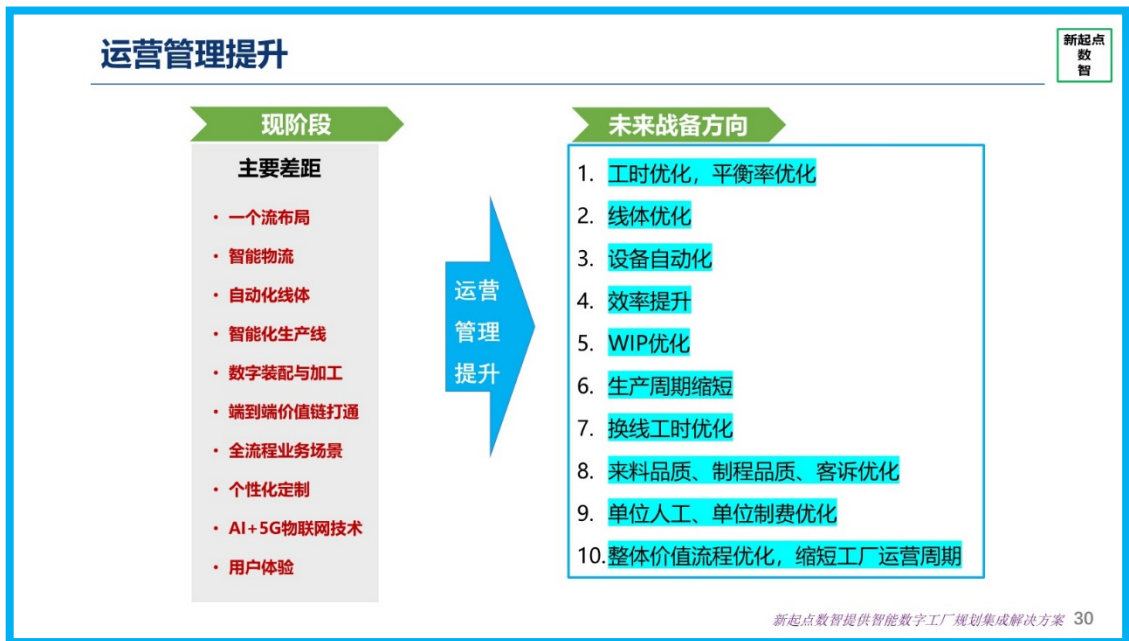 运营管理提升
新起点
数
智
现阶段
主要差距
• 一个流布局
• 智能物流
• 自动化线体
• 智能化生产线
• 数字装配与加工
• 端到端价值链打通
• 全流程业务场景
• 个性化定制
• AI+5G物联网技术
• 用户体验
运营
管理
提升
未来战备方向
1. 工时优化，平衡率优化
2. 线体优化
3. 设备自动化
4. 效率提升
5. WIP优化
6. 生产周期缩短
7. 换线工时优化
8. 来料品质、制程品质、客诉优化
9. 单位人工、单位制费优化
10.整体价值流程优化，缩短工厂运营周期
新起点数智提供智能数字工厂规划集成解决方案 30